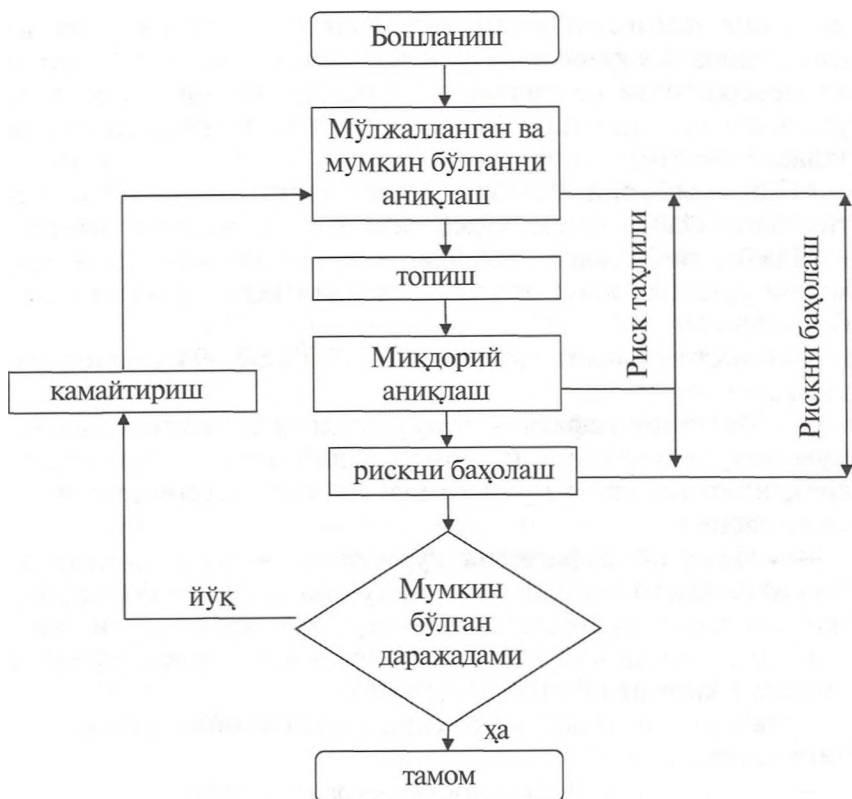 Бошланиш
Мўлжалланган ва
мумкин бўлганни
аниқлаш
топиш
Миқдорий
аниқлаш
камайтириш
Риск таҳлили
Рискни баҳолаш
рискни баҳолаш
йўқ
Мумкин
бўлган
даражадами
ҳа
тамом